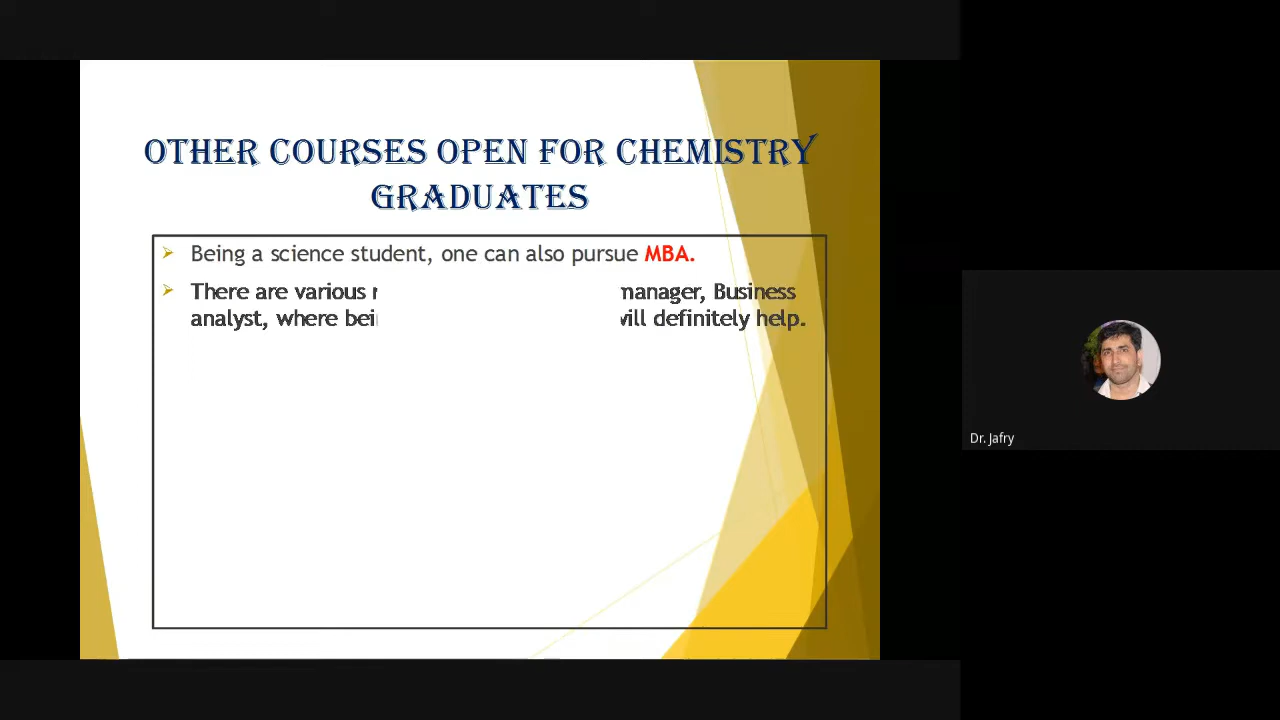 OTHER COURSES OPEN FOR CHEMISTRY
GRADUATES
Being a science student, one can also pursue MBA.
There are various manager, Business
analyst, where will definitely help.
Dr. Jafry